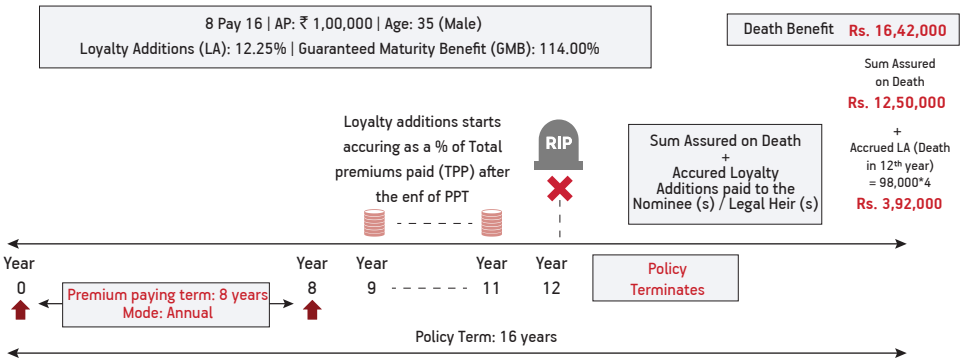 8 Pay 16 | AP: ₹ 1,00,000 | Age: 35 (Male)
Loyalty Additions (LA): 12.25% | Guaranteed Maturity Benefit (GMB): 114.00%
Death Benefit Rs. 16,42,000
Sum Assured
on Death
Rs. 12,50,000
+
Accrued LA (Death
in 12th year)
= 98,000*4
Rs. 3,92,000
Loyalty additions starts
accuring as a % of Total
premiums paid (TPP) after
the enf of PPT
RIP
Sum Assured on Death
+
Accured Loyalty
Additions paid to the
Nominee (s) / Legal Heir (s)
Year
0
Year
8
Year
9
Year
11
Year
12
Premium paying term: 8 years
Mode: Annual
Policy
Terminates
Policy Term: 16 years